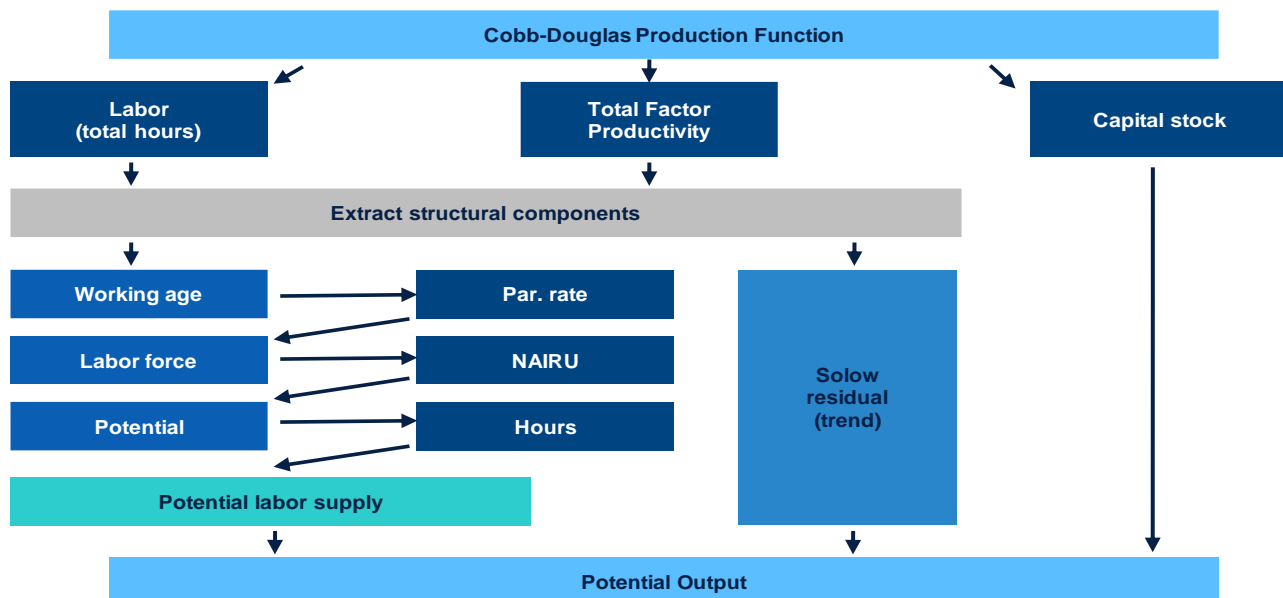 Cobb-Douglas Production Function
Labor
(total hours)
Total Factor
Productivity
Capital stock
Extract structural components
Working age
Par. rate
Labor force
NAIRU
Potential
Hours
Solow
residual
(trend)
Potential labor supply
Potential Output